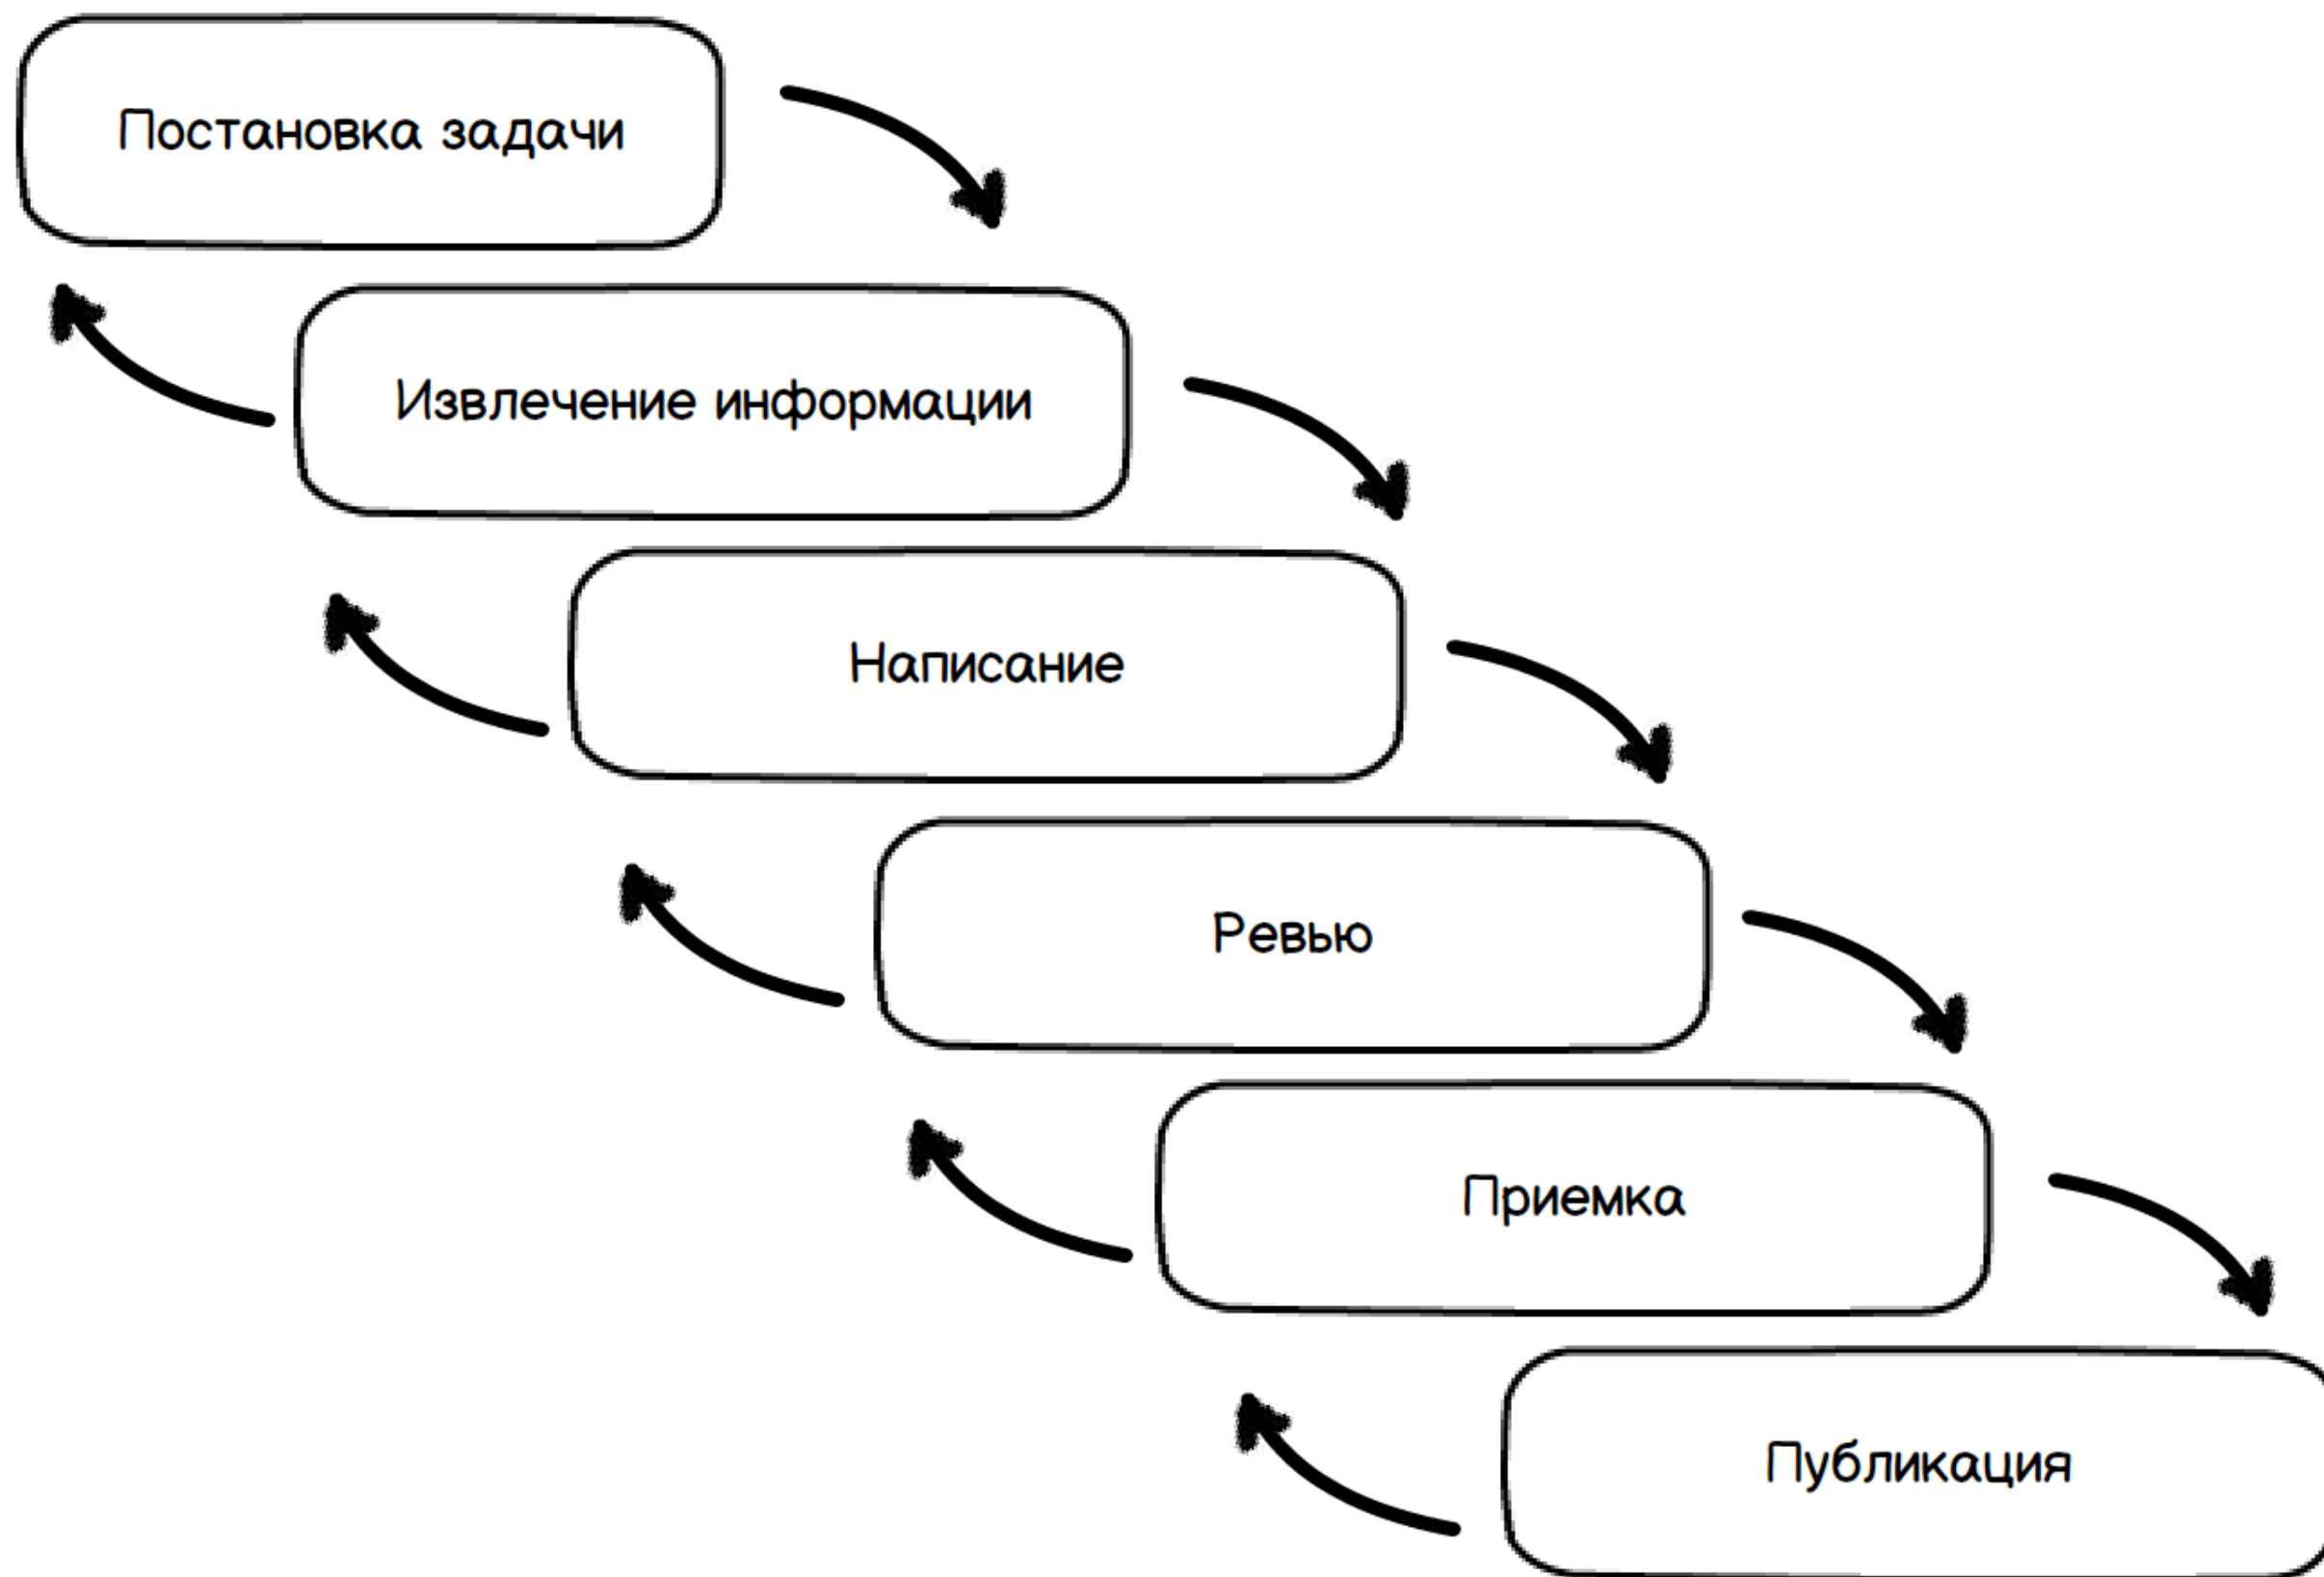 Постановка задачи
Извлечение информации
Написание
Ревью
Приемка
Публикация